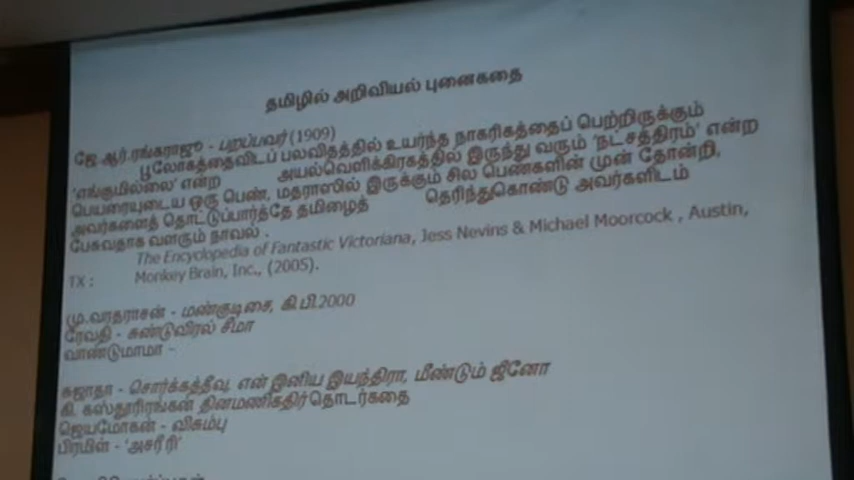 தமிழில் அறிவியல் புனைகதை
ஜே.ஆர்.ரங்கராஜூ - பறப்பவர் (1909)
பூலோகத்தைவிடப் பலவிதத்தில் உயர்ந்த நாகரிகத்தைப் பெற்றிருக்கும்
'எங்குமில்லை' என்ற அயல்வெளிக்கிரகத்தில் இருந்து வரும் 'நட்சத்திரம்' என்ற
பெயரையுடைய ஒரு பெண், மதராஸில் இருக்கும் சில பெண்களின் முன் தோன்றி,
அவர்களைத் தொட்டுப்பார்த்தே தமிழைத் தெரிந்துகொண்டு அவர்களிடம்
பேசுவதாக வளரும் நாவல் .
The Encyclopedia of Fantastic Victoriana, Jess Nevins & Michael Moorcock , Austin,
TX : Monkey Brain, Inc., (2005).
மு.வரதராசன் - மண்குடிசை, கி.பி.2000
ரேவதி - சுண்டுவிரல் சீமா
வாண்டுமாமா -
சுஜாதா - சொர்க்கத்தீவு, என் இனிய இயந்திரா, மீண்டும் ஜீனோ
கி. கஸ்தூரிரங்கன் தினமணிகதிர்தொடர்கதை
ஜெயமோகன் - விசும்பு
பிரமிள் - 'அசரீரி'